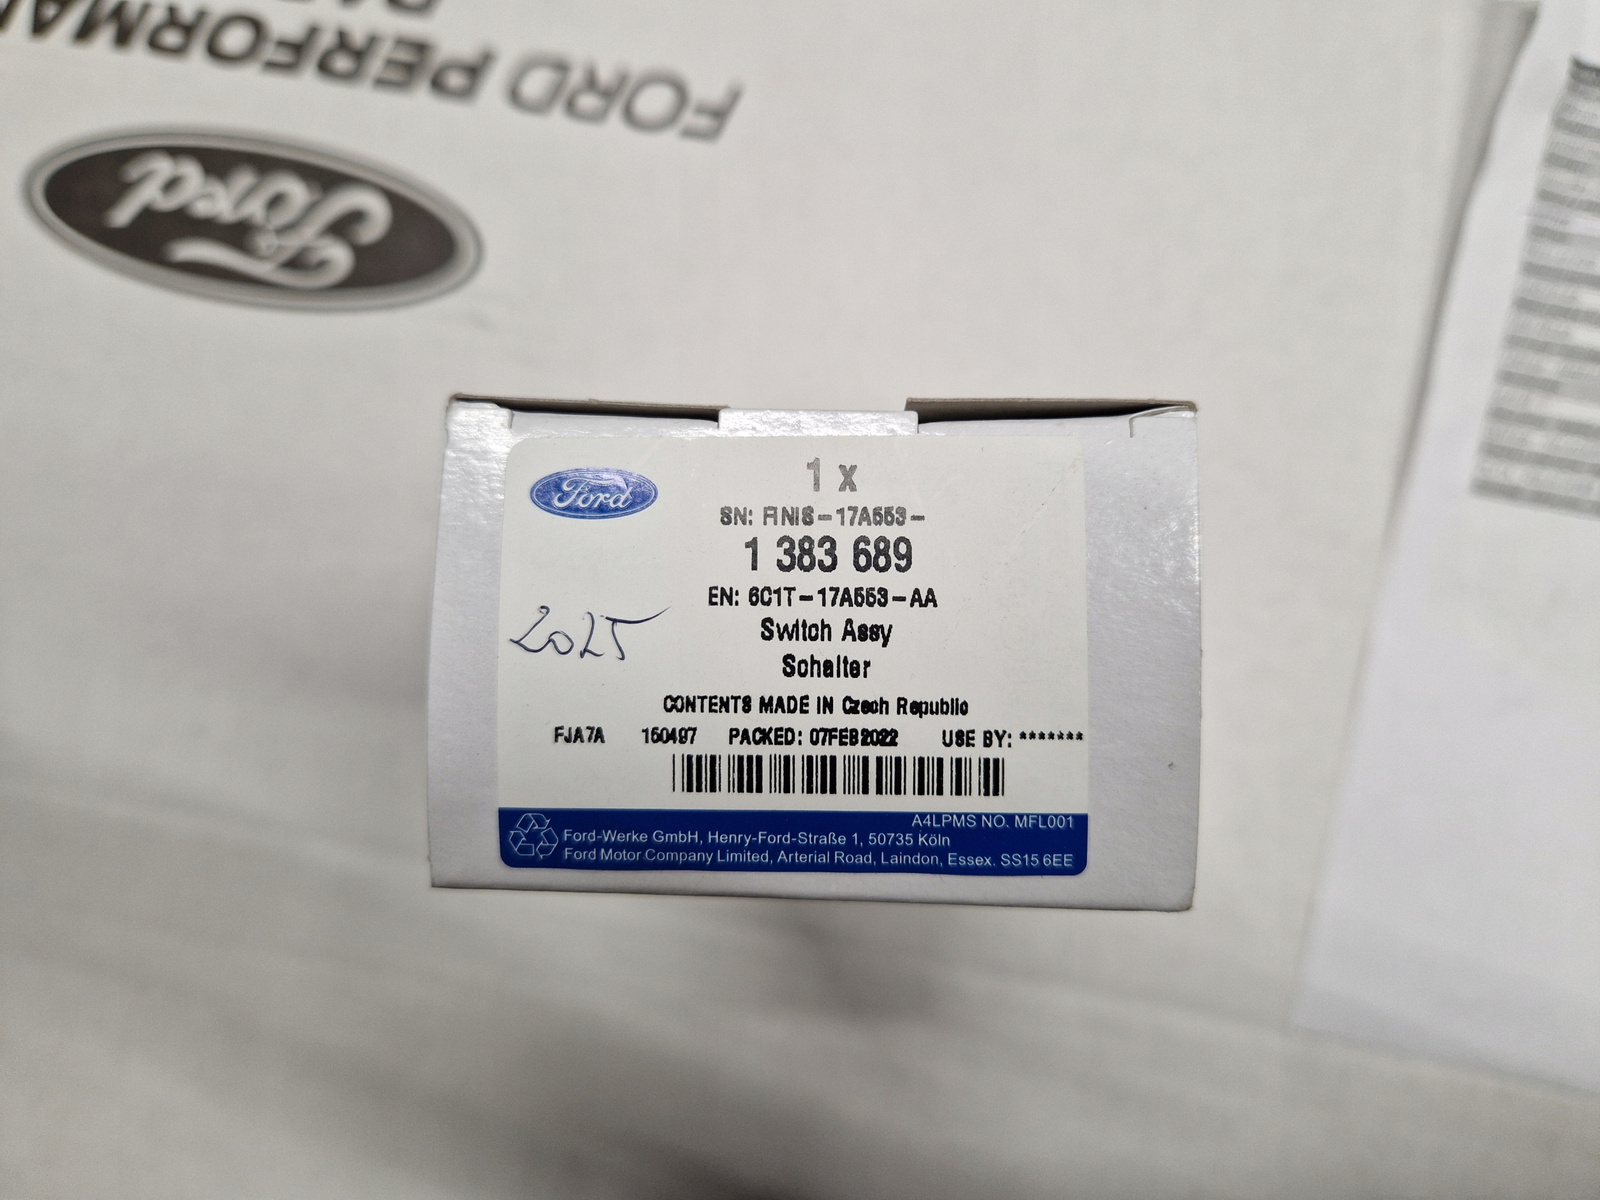 FORD PERFORMAN
Ford
Ford
1 x
SN: FINIS-17A553-
1 383 689
EN: 6C1T-17A553-AA
2025
Switch Assy
Schalter
CONTENTS MADE IN Czech Republic
FJA7A 150497 PACKED: 07FEB2022 USE BY: *******
A4LPMS NO. MFL001
Ford-Werke GmbH, Henry-Ford-Straße 1, 50735 Köln
Ford Motor Company Limited, Arterial Road, Laindon, Essex. SS15 6EE